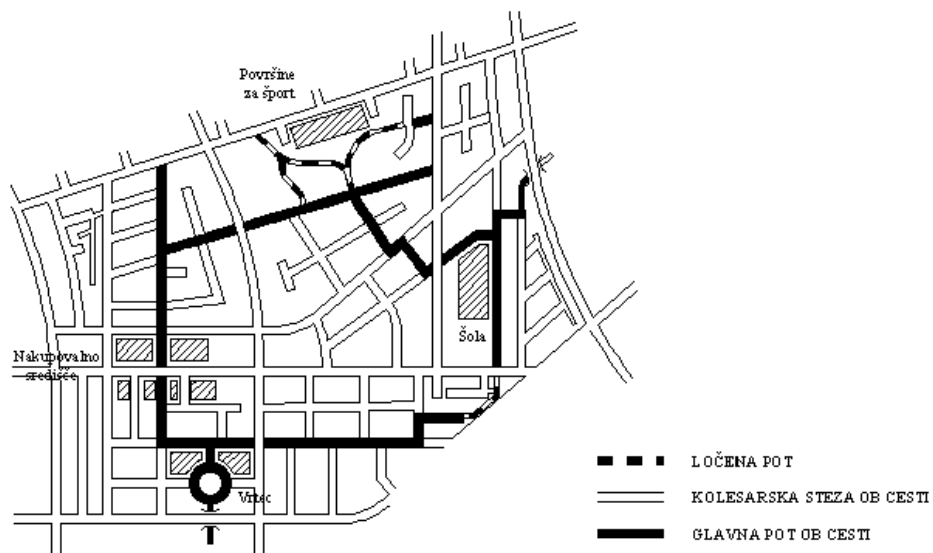 Površine
za šport
Šola
Nakupovalno
središče
Vrtec
LOČENA POT
KOLESARSKA STEZA OB CESTI
GLAVNA POT OB CESTI